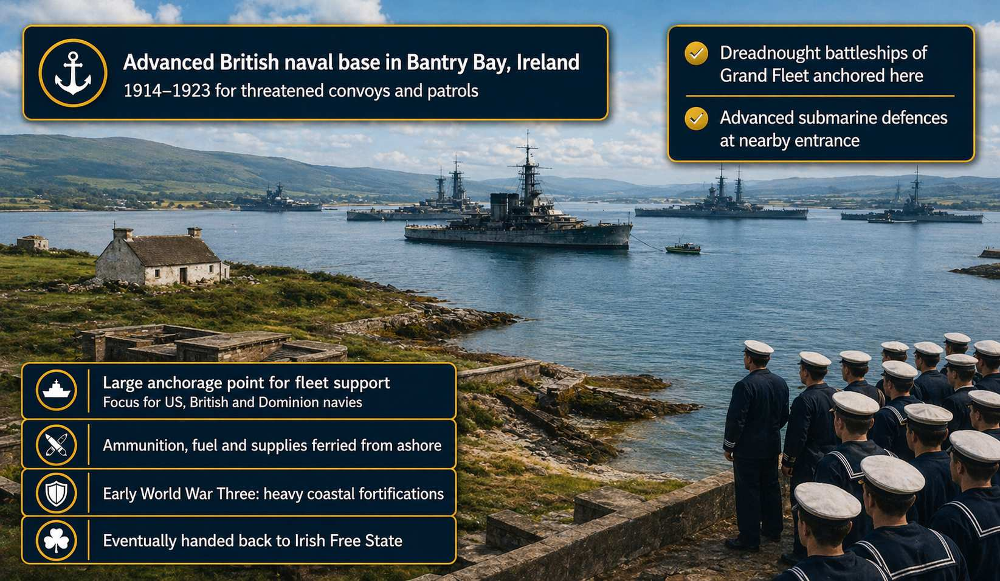 Advanced British naval base in Bantry Bay, Ireland
1914–1923 for threatened convoys and patrols
Dreadnought battleships of
Grand Fleet anchored here
Advanced submarine defences
at nearby entrance
Large anchorage point for fleet support
Focus for US, British and Dominion navies
Ammunition, fuel and supplies ferried from ashore
Early World War Three: heavy coastal fortifications
Eventually handed back to Irish Free State